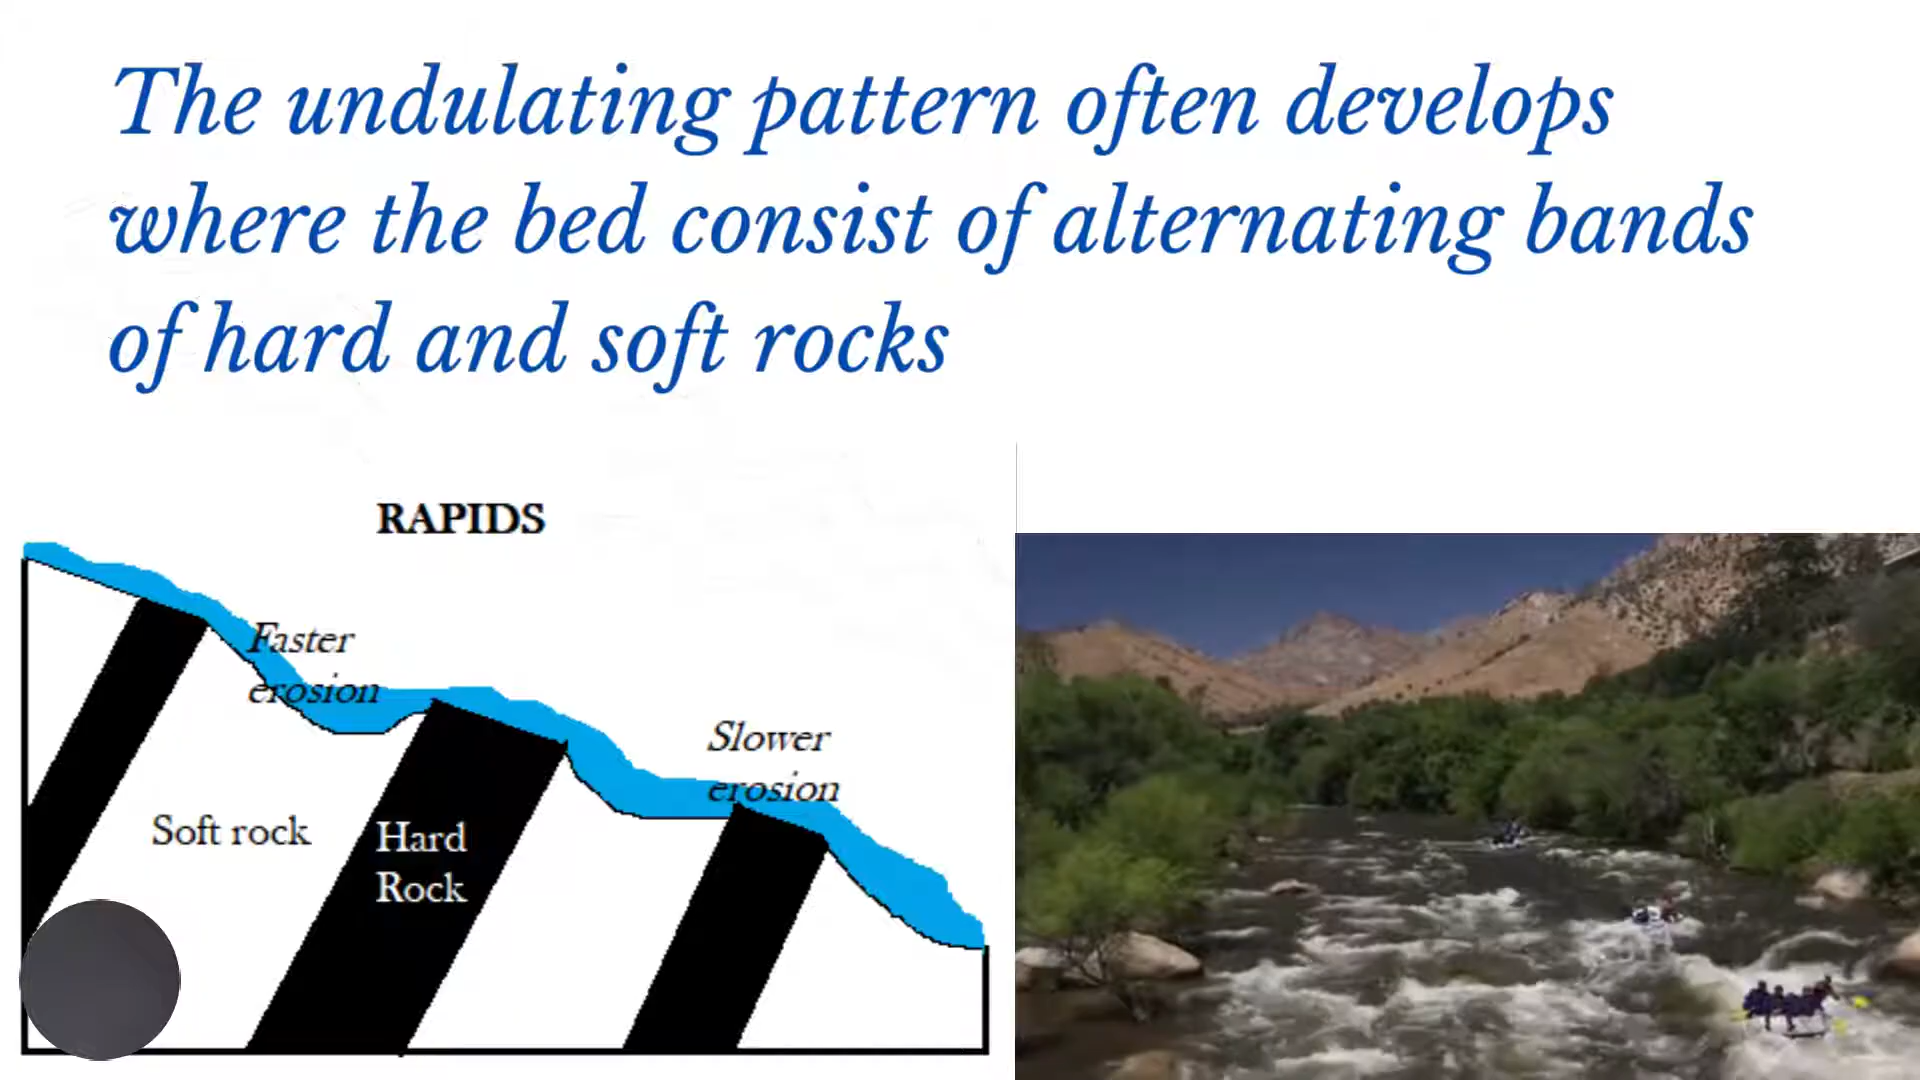 The undulating pattern often develops
where the bed consist of alternating bands
of hard and soft rocks
RAPIDS
Faster
erosion
Slower
erosion
Soft rock
Hard
Rock